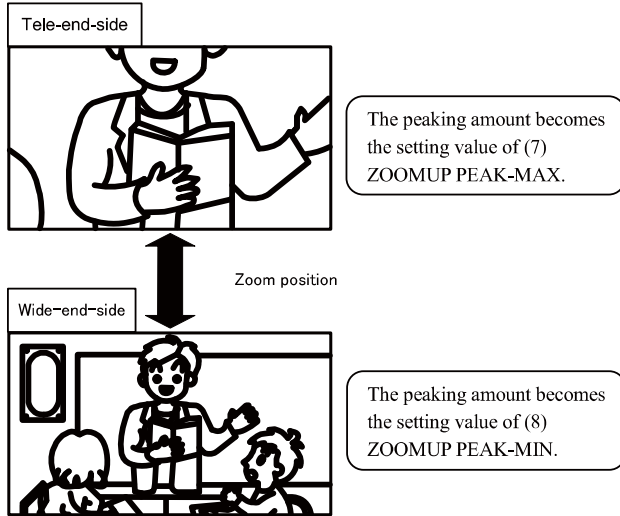 Tele-end-side
The peaking amount becomes
the setting value of (7)
ZOOMUP PEAK-MAX.
Zoom position
Wide-end-side
The peaking amount becomes
the setting value of (8)
ZOOMUP PEAK-MIN.